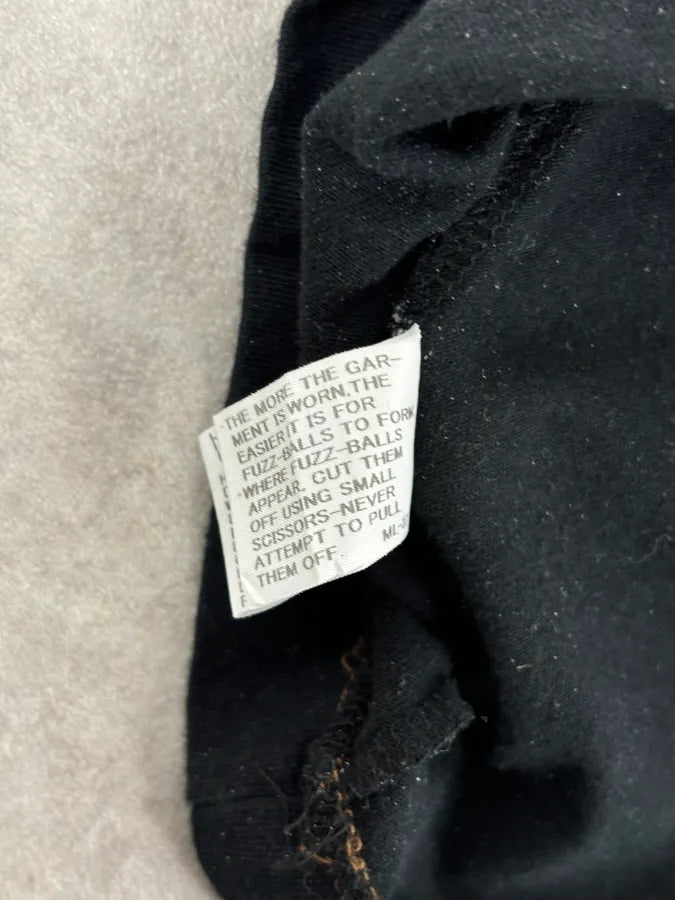 ·THE MORE THE GAR-
MENT IS WORN,THE
EASIER IT IS FOR
FUZZ-BALLS TO FORM
·WHERE FUZZ-BALLS
APPEAR, CUT THEM
OFF USING SMALL
SCISSORS-NEVER
ATTEMPT TO PULL
THEM OFF.